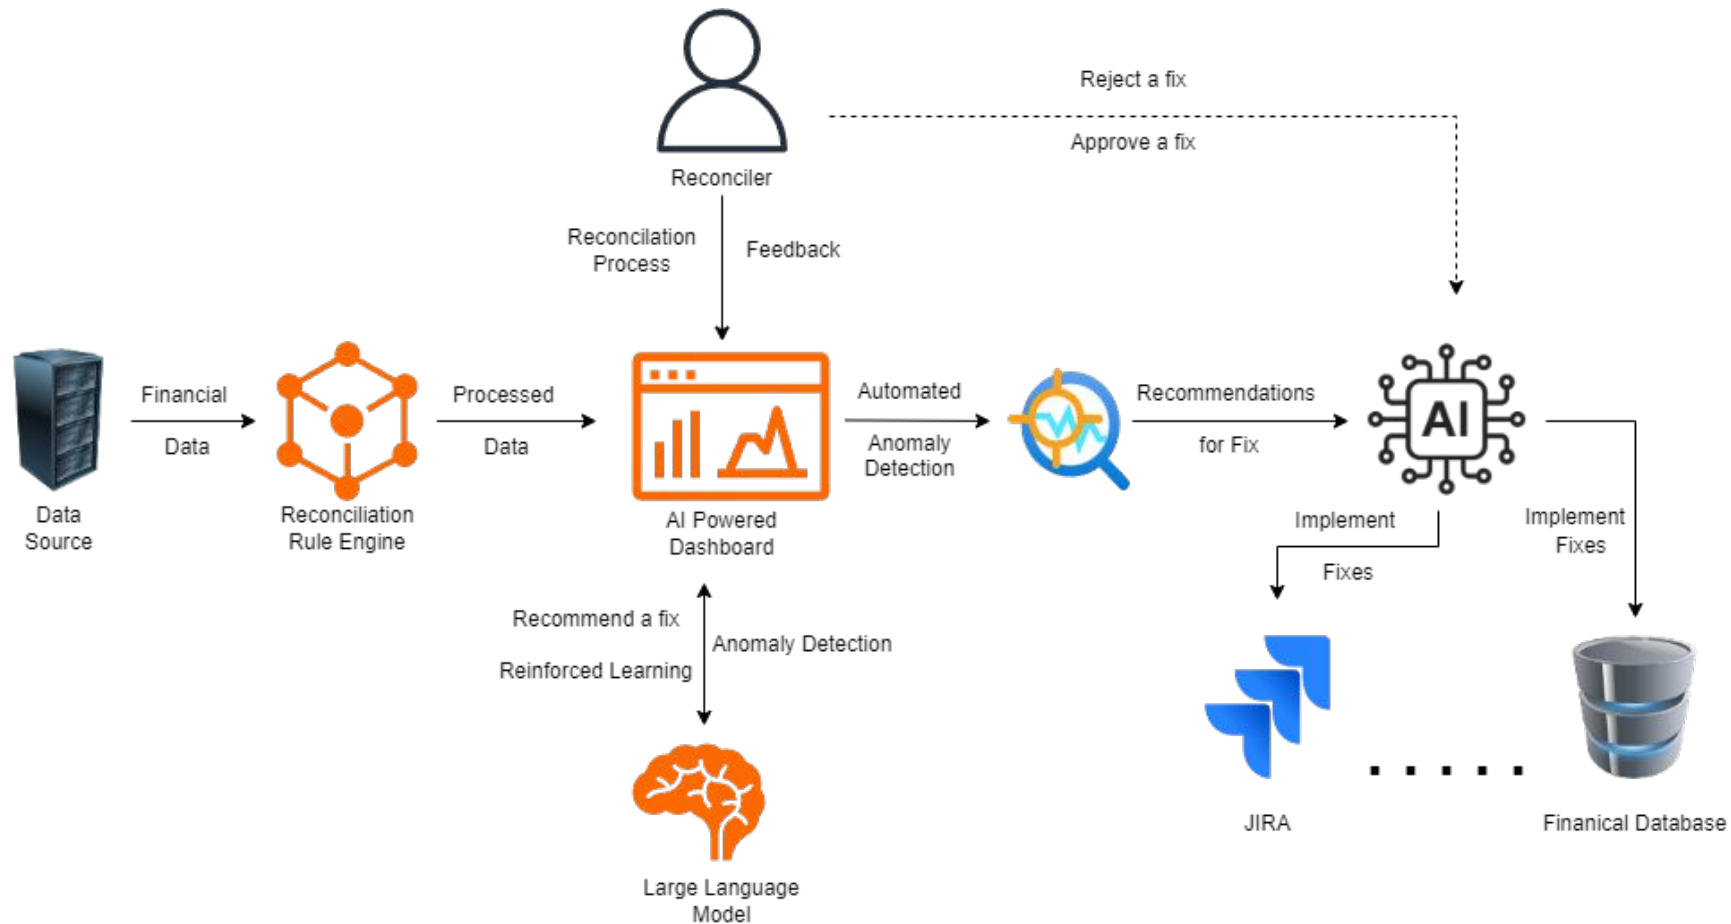 Reject a fix
Approve a fix
Reconciler
Reconcilation
Process
Feedback
Financial
Data
Processed
Data
Automated
Anomaly
Detection
Recommendations
for Fix
AI
Data
Source
Reconciliation
Rule Engine
AI Powered
Dashboard
Implement
Fixes
Implement
Fixes
Recommend a fix
Anomaly Detection
Reinforced Learning
JIRA
Finanical Database
Large Language
Model